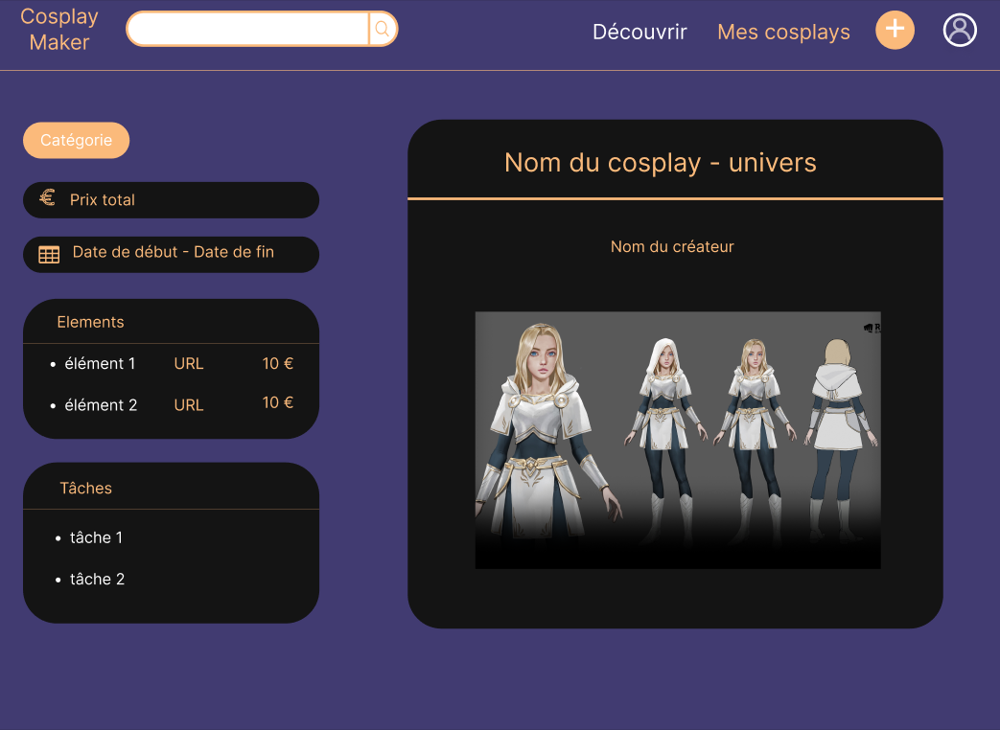 Cosplay
Maker
Découvrir
Mes cosplays
Catégorie
€ Prix total
Date de début - Date de fin
Elements
• élément 1 URL 10 €
• élément 2 URL 10 €
Tâches
• tâche 1
• tâche 2
Nom du cosplay - univers
Nom du créateur